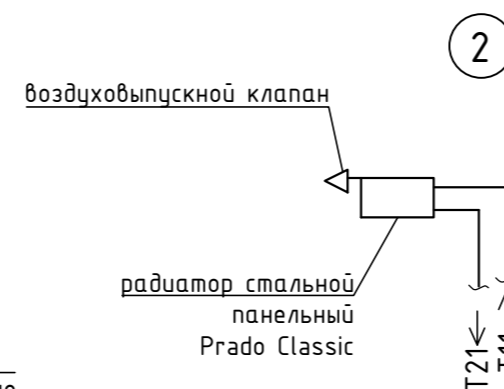 2
воздуховыпускной клапан
радиатор стальной
панельный
Prado Classic
Т21